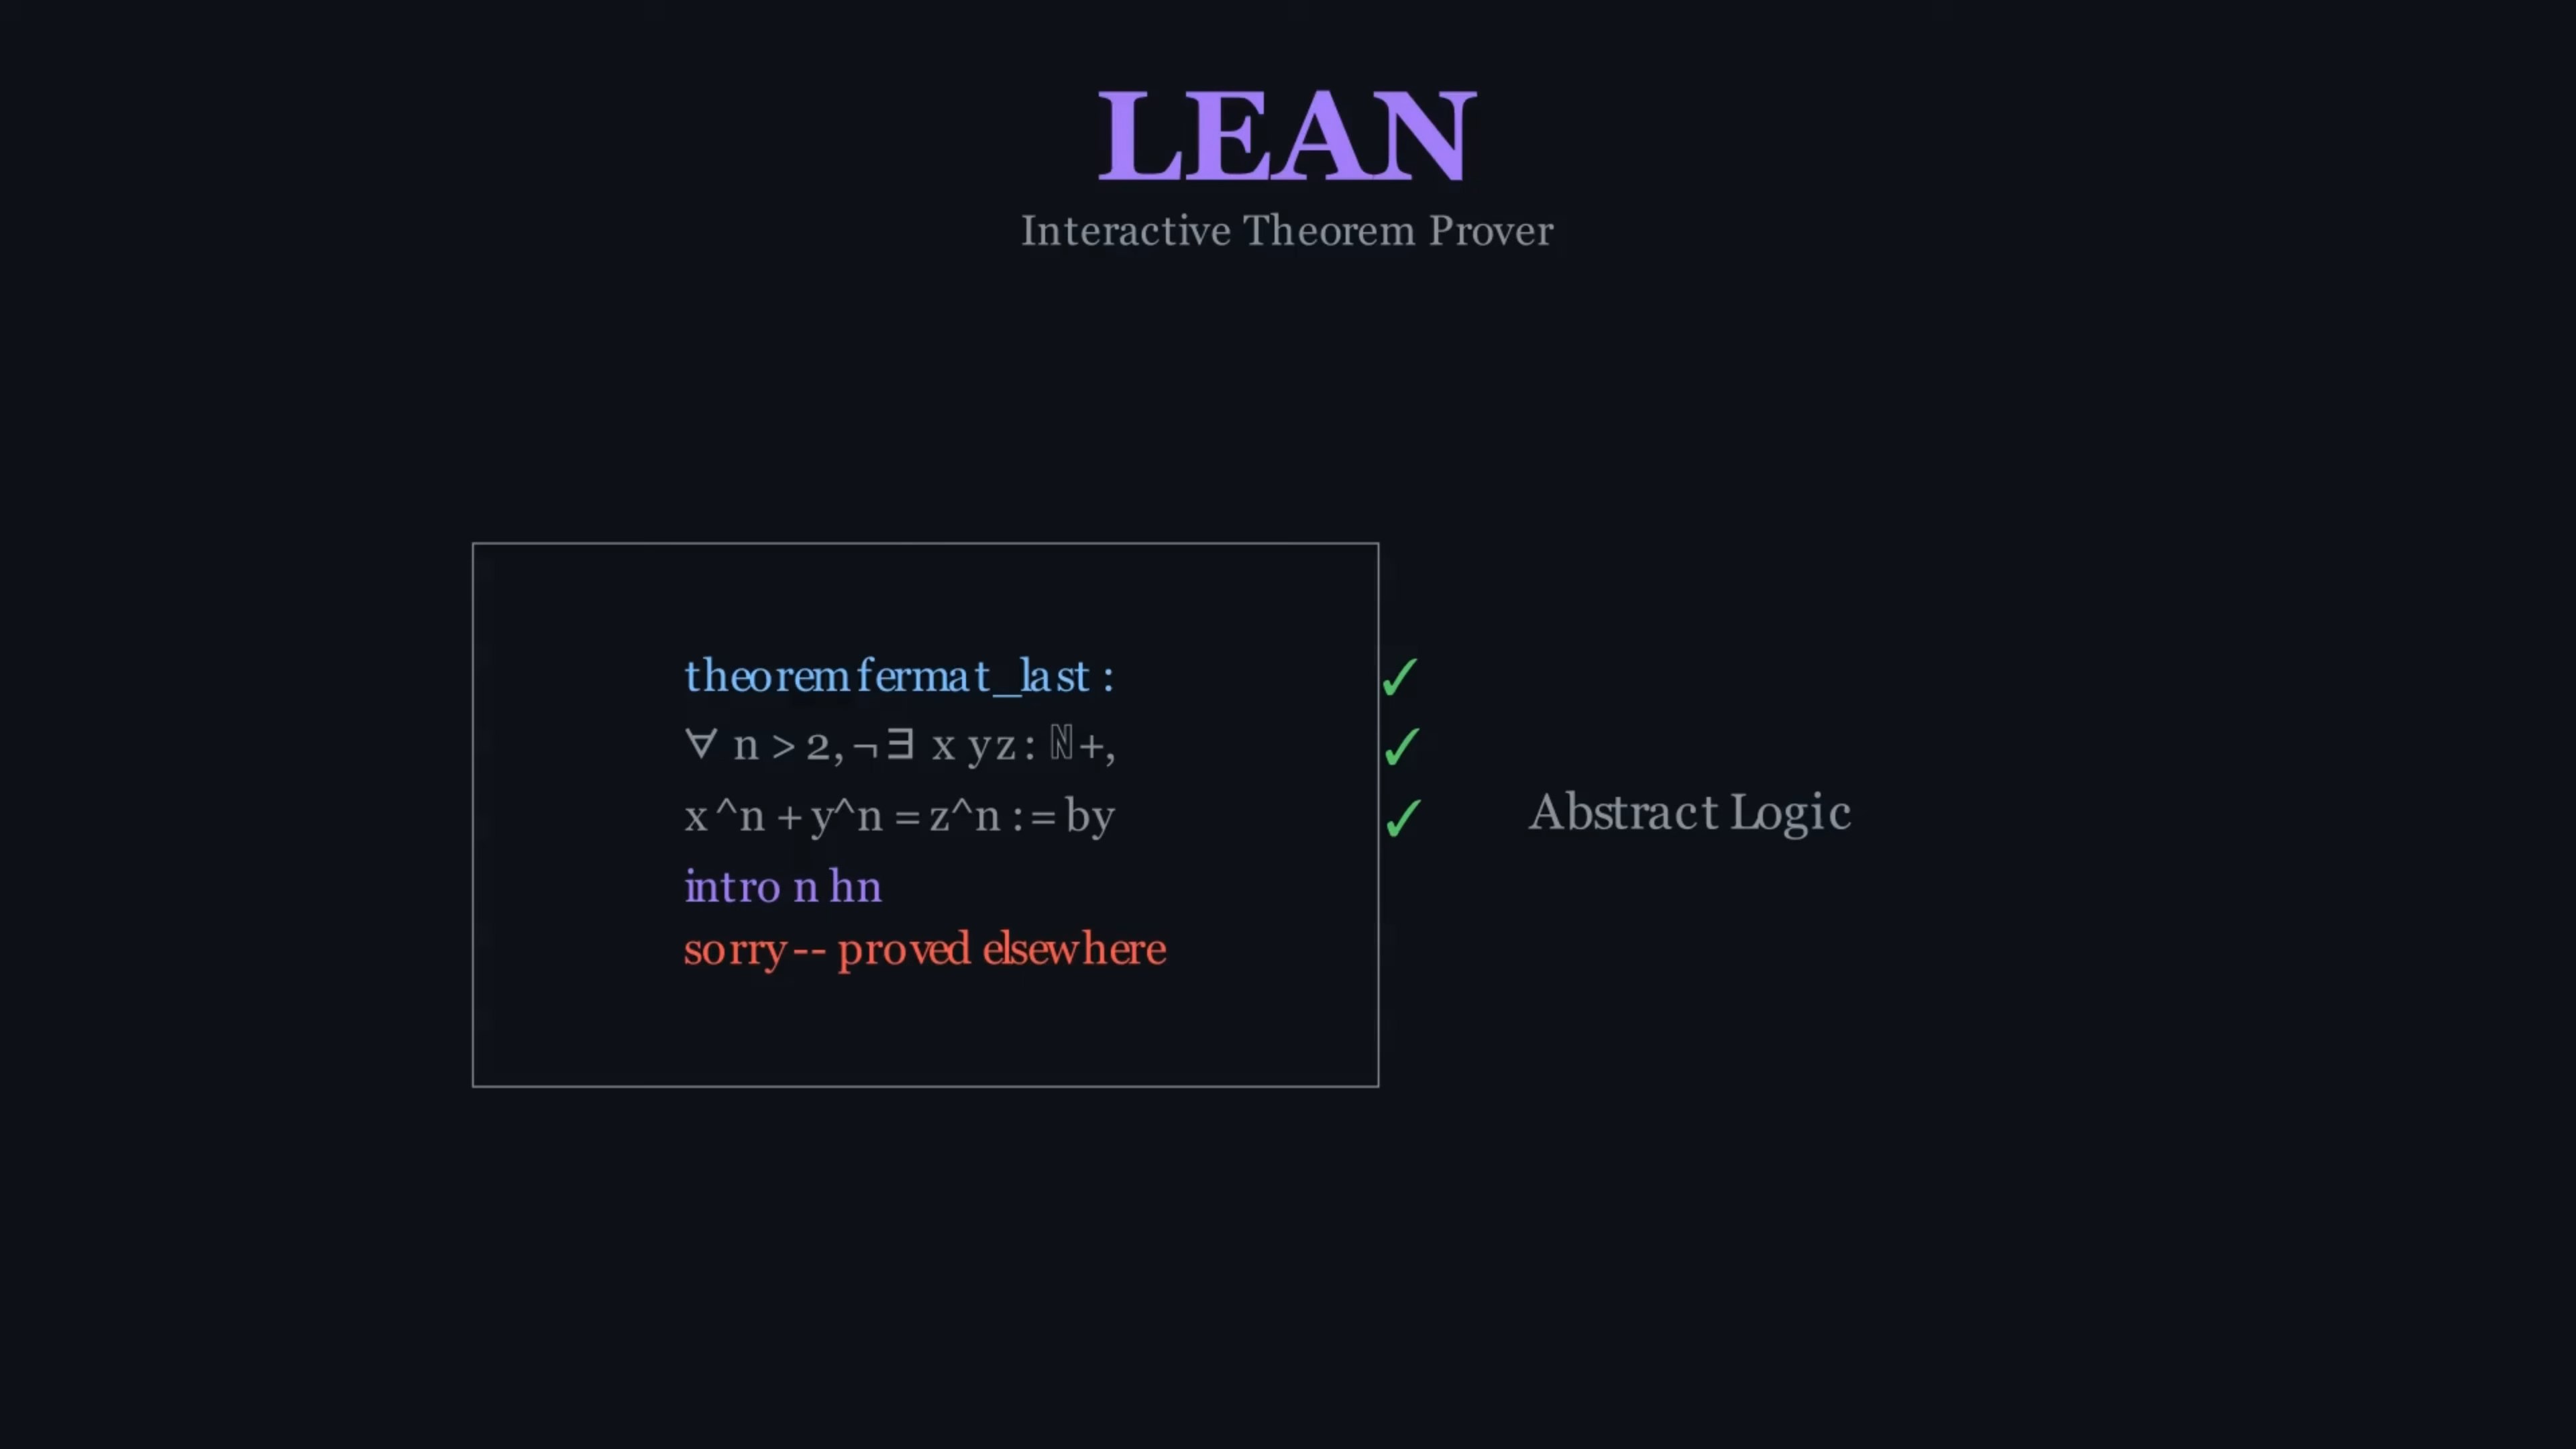 LEAN
Interactive Theorem Prover
theorem fermat_last :
∀ n > 2, ¬∃ x y z : ℕ+,
x^n + y^n = z^n := by
intro n hn
sorry -- proved elsewhere
✓
✓
✓
Abstract Logic